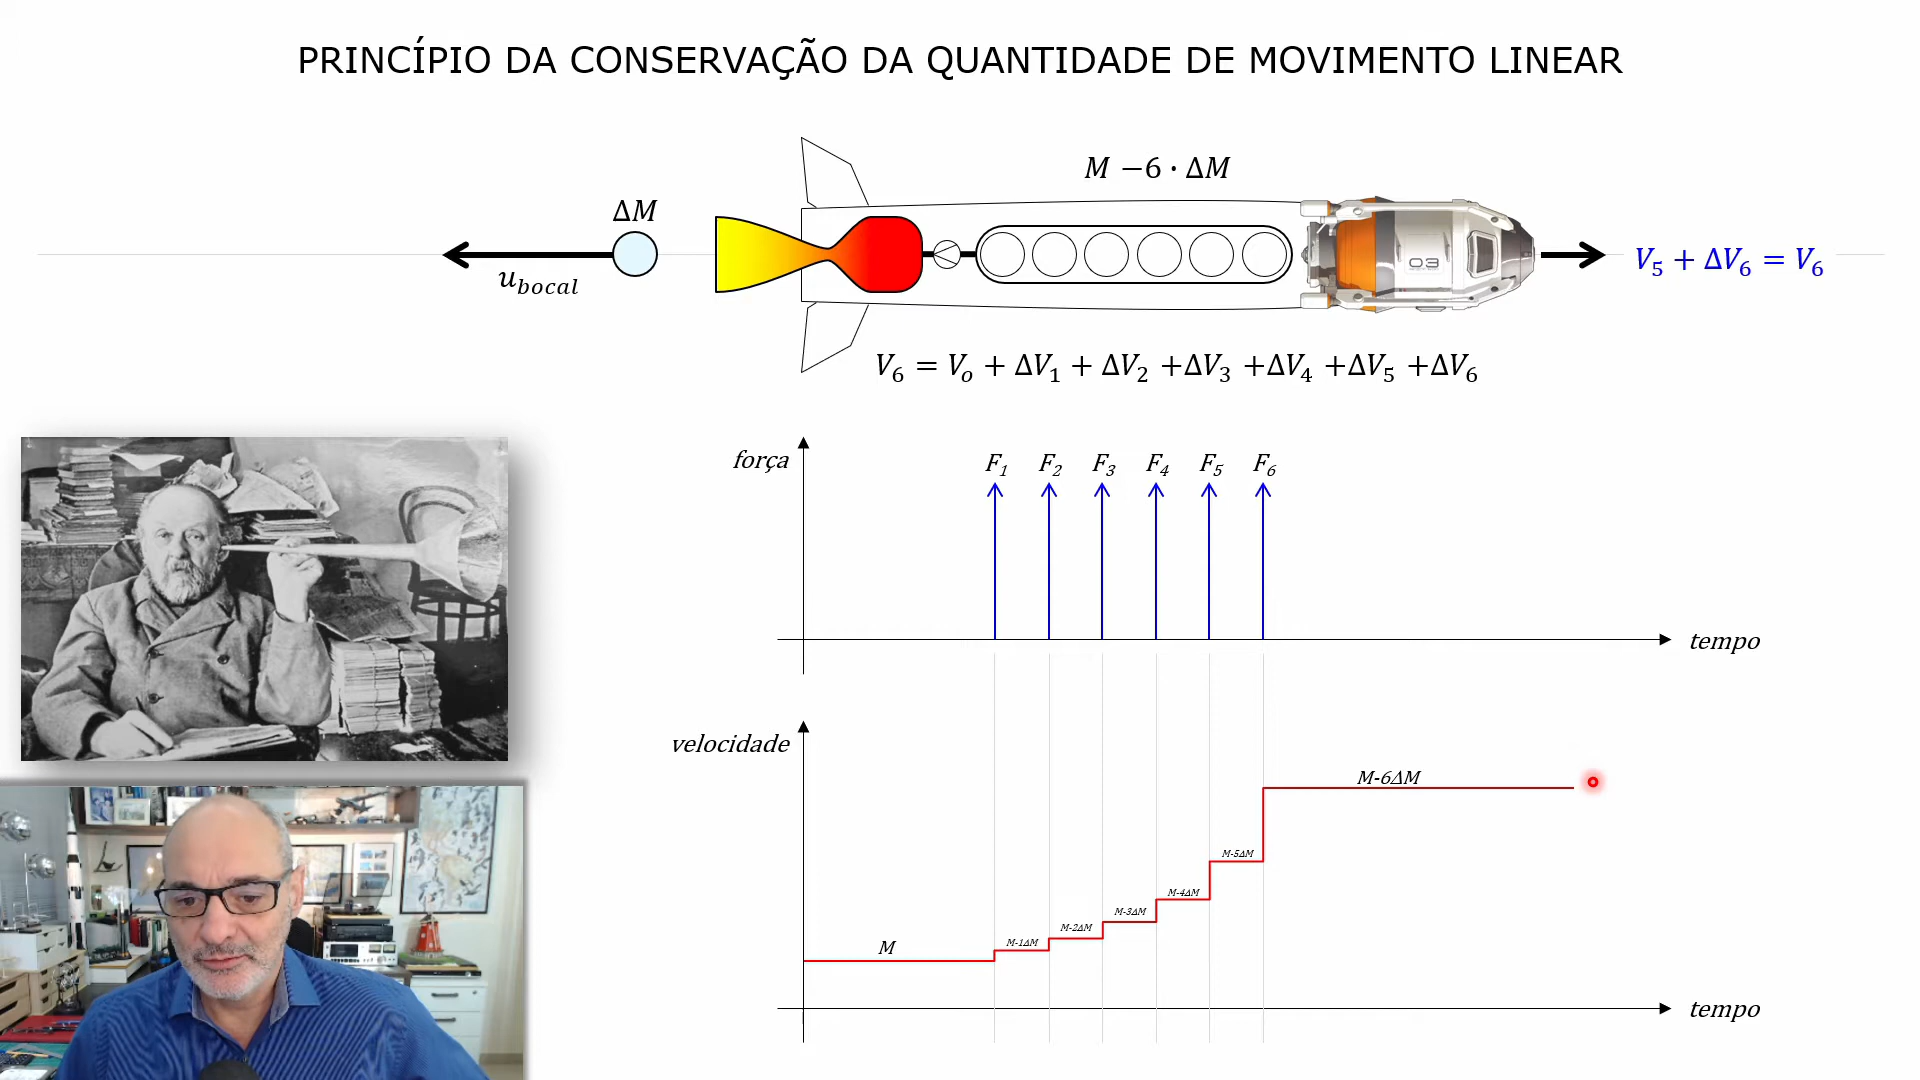 PRINCÍPIO DA CONSERVAÇÃO DA QUANTIDADE DE MOVIMENTO LINEAR
M −6 · ΔM
ΔM
u_bocal
03
V₅ + ΔV₆ = V₆
V₆ = Vₒ + ΔV₁ + ΔV₂ +ΔV₃ +ΔV₄ +ΔV₅ +ΔV₆
força
F₁ F₂ F₃ F₄ F₅ F₆
tempo
velocidade
M
M-1ΔM
M-2ΔM
M-3ΔM
M-4ΔM
M-5ΔM
M-6ΔM
tempo